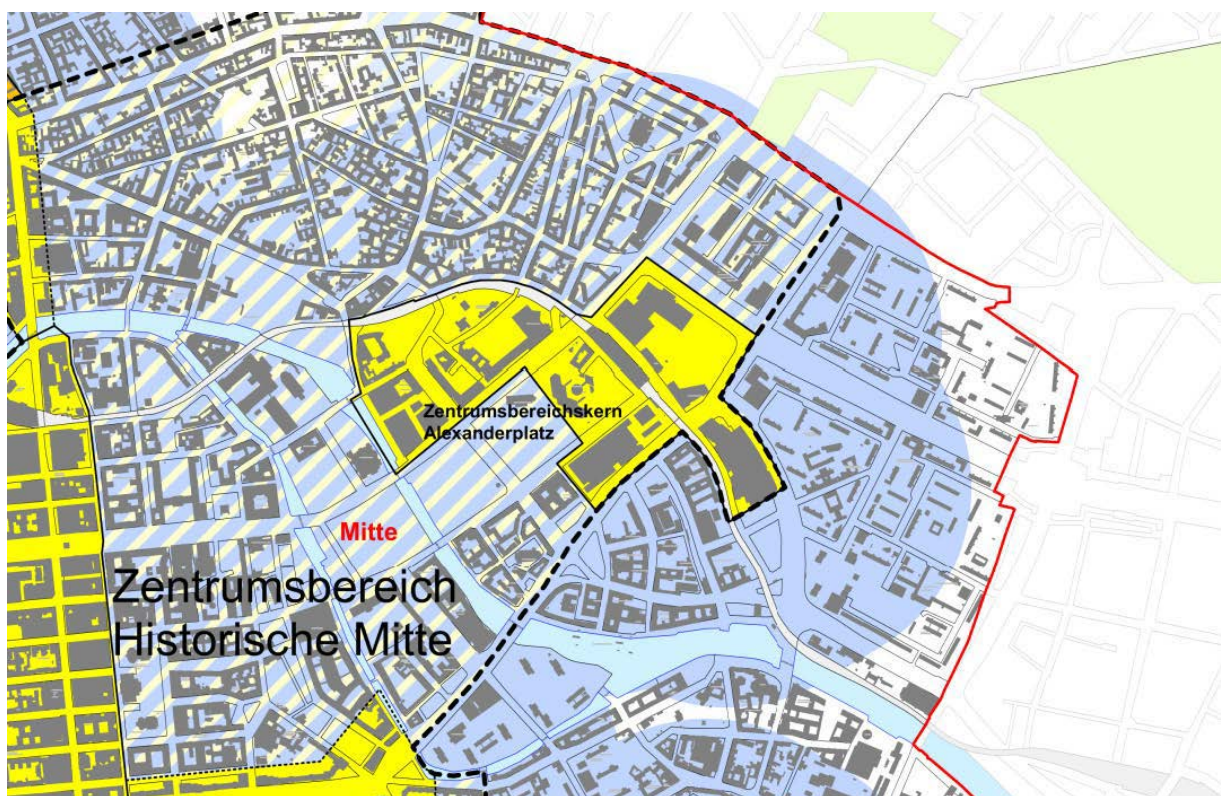 Zentrumsbereichskern
Alexanderplatz
Mitte
Zentrumsbereich
Historische Mitte